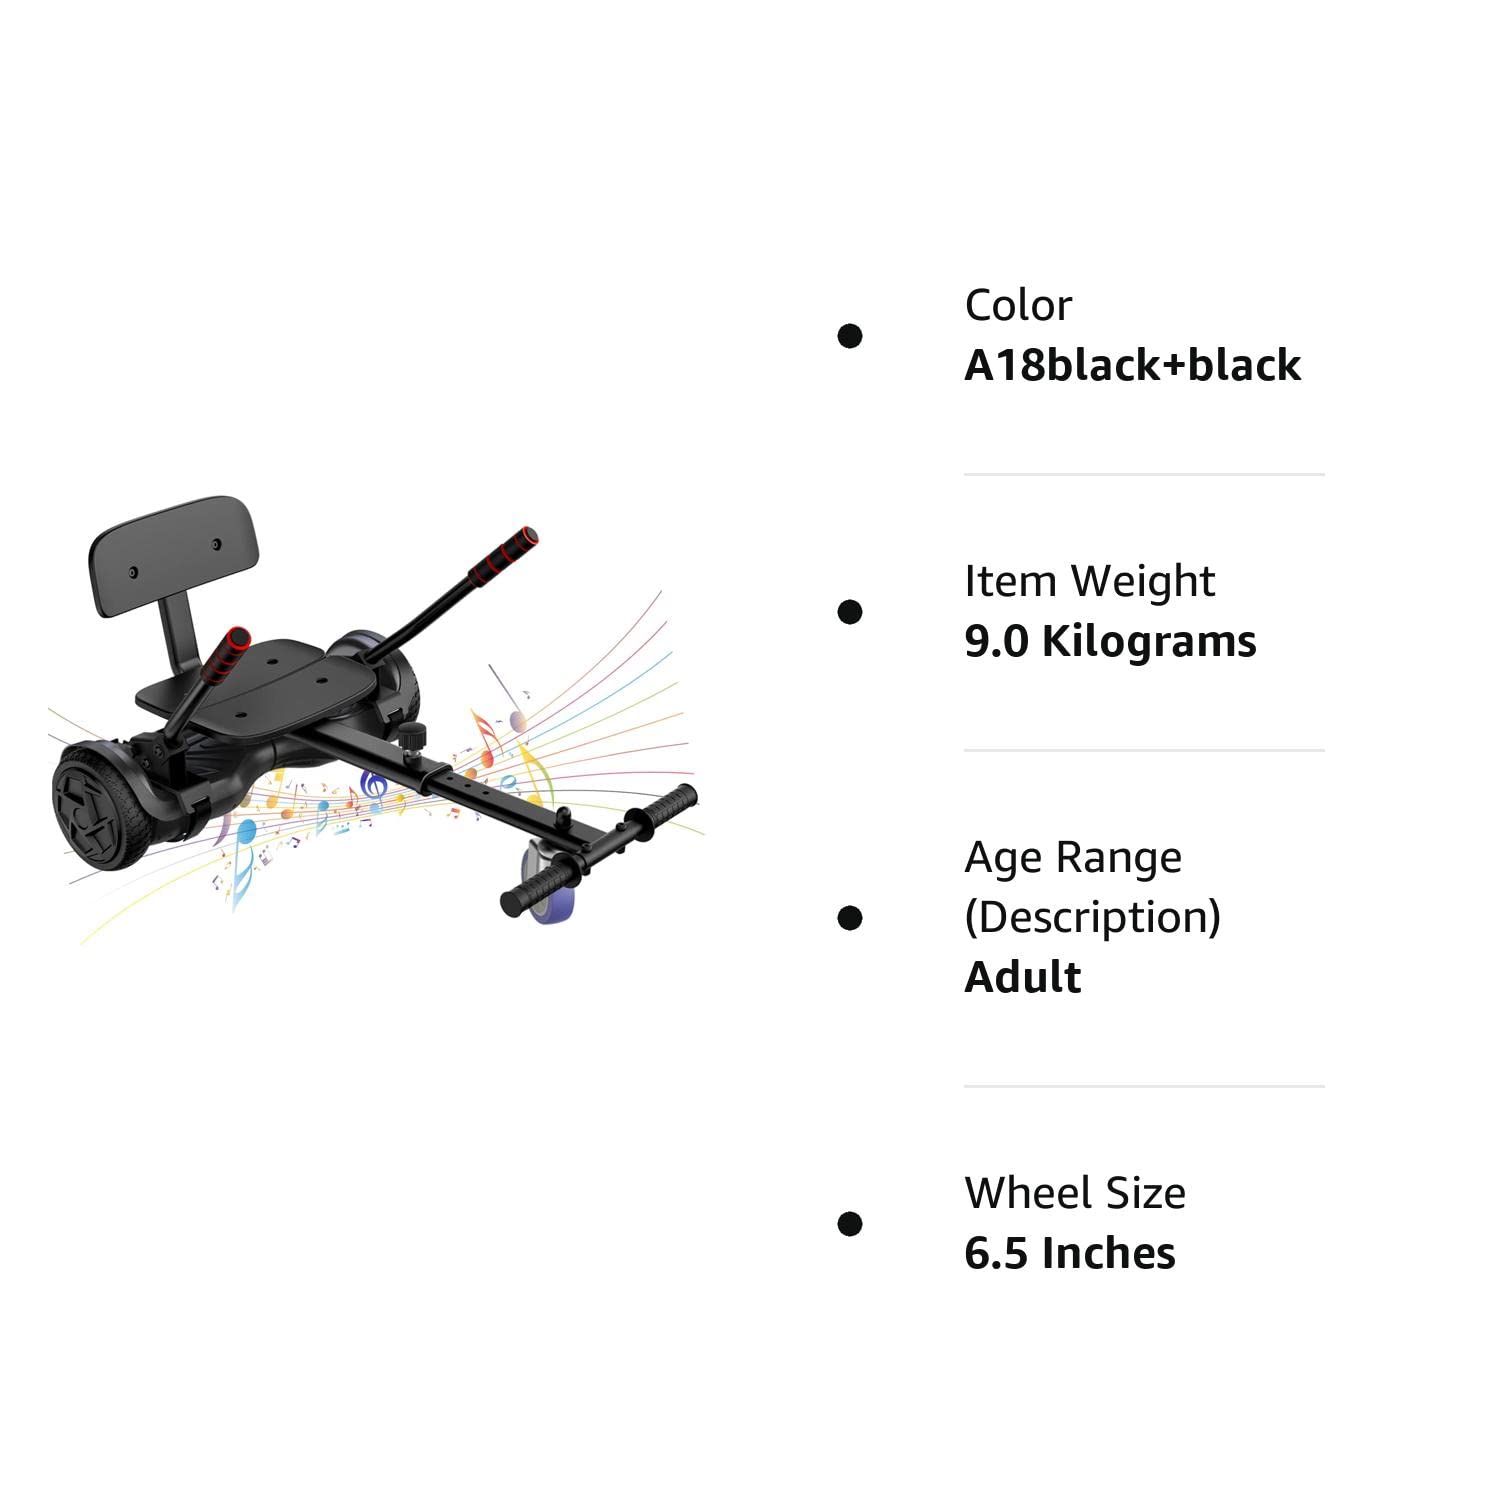 Color
A18black+black
Item Weight
9.0 Kilograms
Age Range
(Description)
Adult
Wheel Size
6.5 Inches